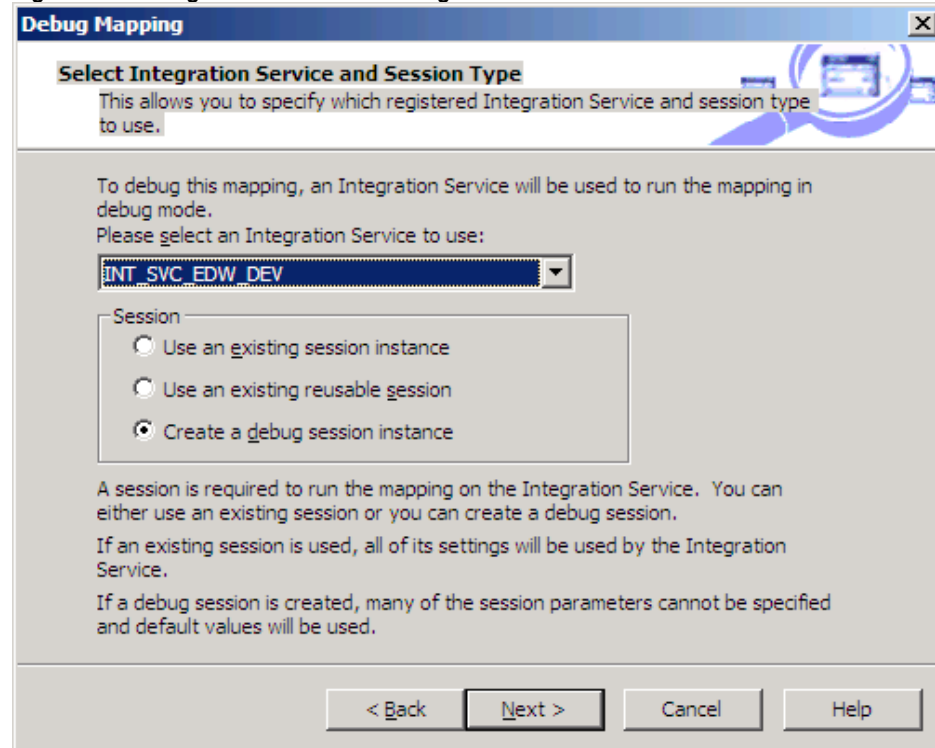 Debug Mapping
Select Integration Service and Session Type
This allows you to specify which registered Integration Service and session type
to use.
To debug this mapping, an Integration Service will be used to run the mapping in
debug mode.
Please select an Integration Service to use:
INT_SVC_EDW_DEV
Session
Use an existing session instance
Use an existing reusable session
Create a debug session instance
A session is required to run the mapping on the Integration Service. You can
either use an existing session or you can create a debug session.
If an existing session is used, all of its settings will be used by the Integration
Service.
If a debug session is created, many of the session parameters cannot be specified
and default values will be used.
< Back
Next >
Cancel
Help